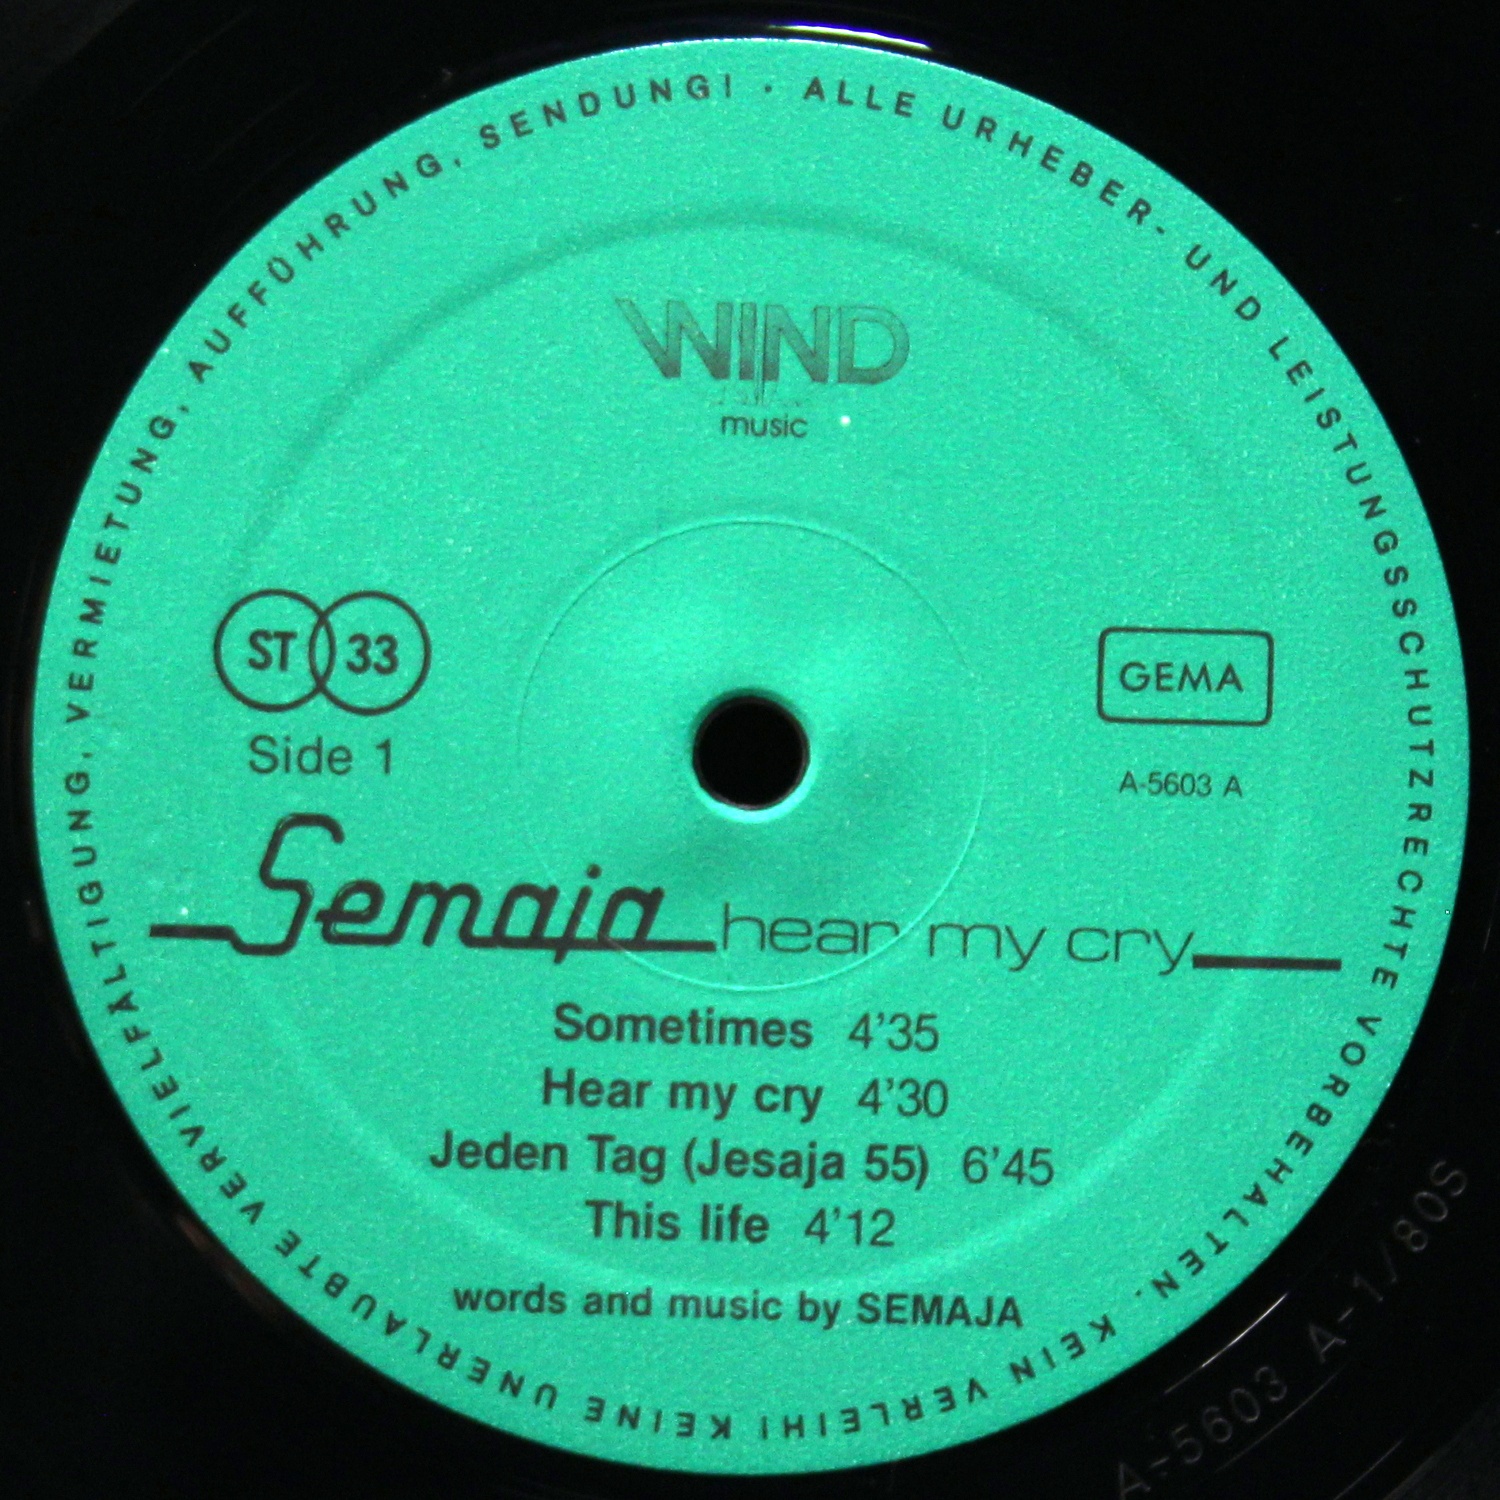 ALLE URHEBER- UND LEISTUNGSSCHUTZRECHTE VORBEHALTEN. KEIN VERLEIH! KEINE UNERLAUBTE VERVIELFÄLTIGUNG, VERMIETUNG, AUFFÜHRUNG, SENDUNG! ·
WIND
music
ST 33
GEMA
Side 1
A-5603 A
Semaja hear my cry
Sometimes 4'35
Hear my cry 4'30
Jeden Tag (Jesaja 55) 6'45
This life 4'12
words and music by SEMAJA
A-5603 A-1/80S